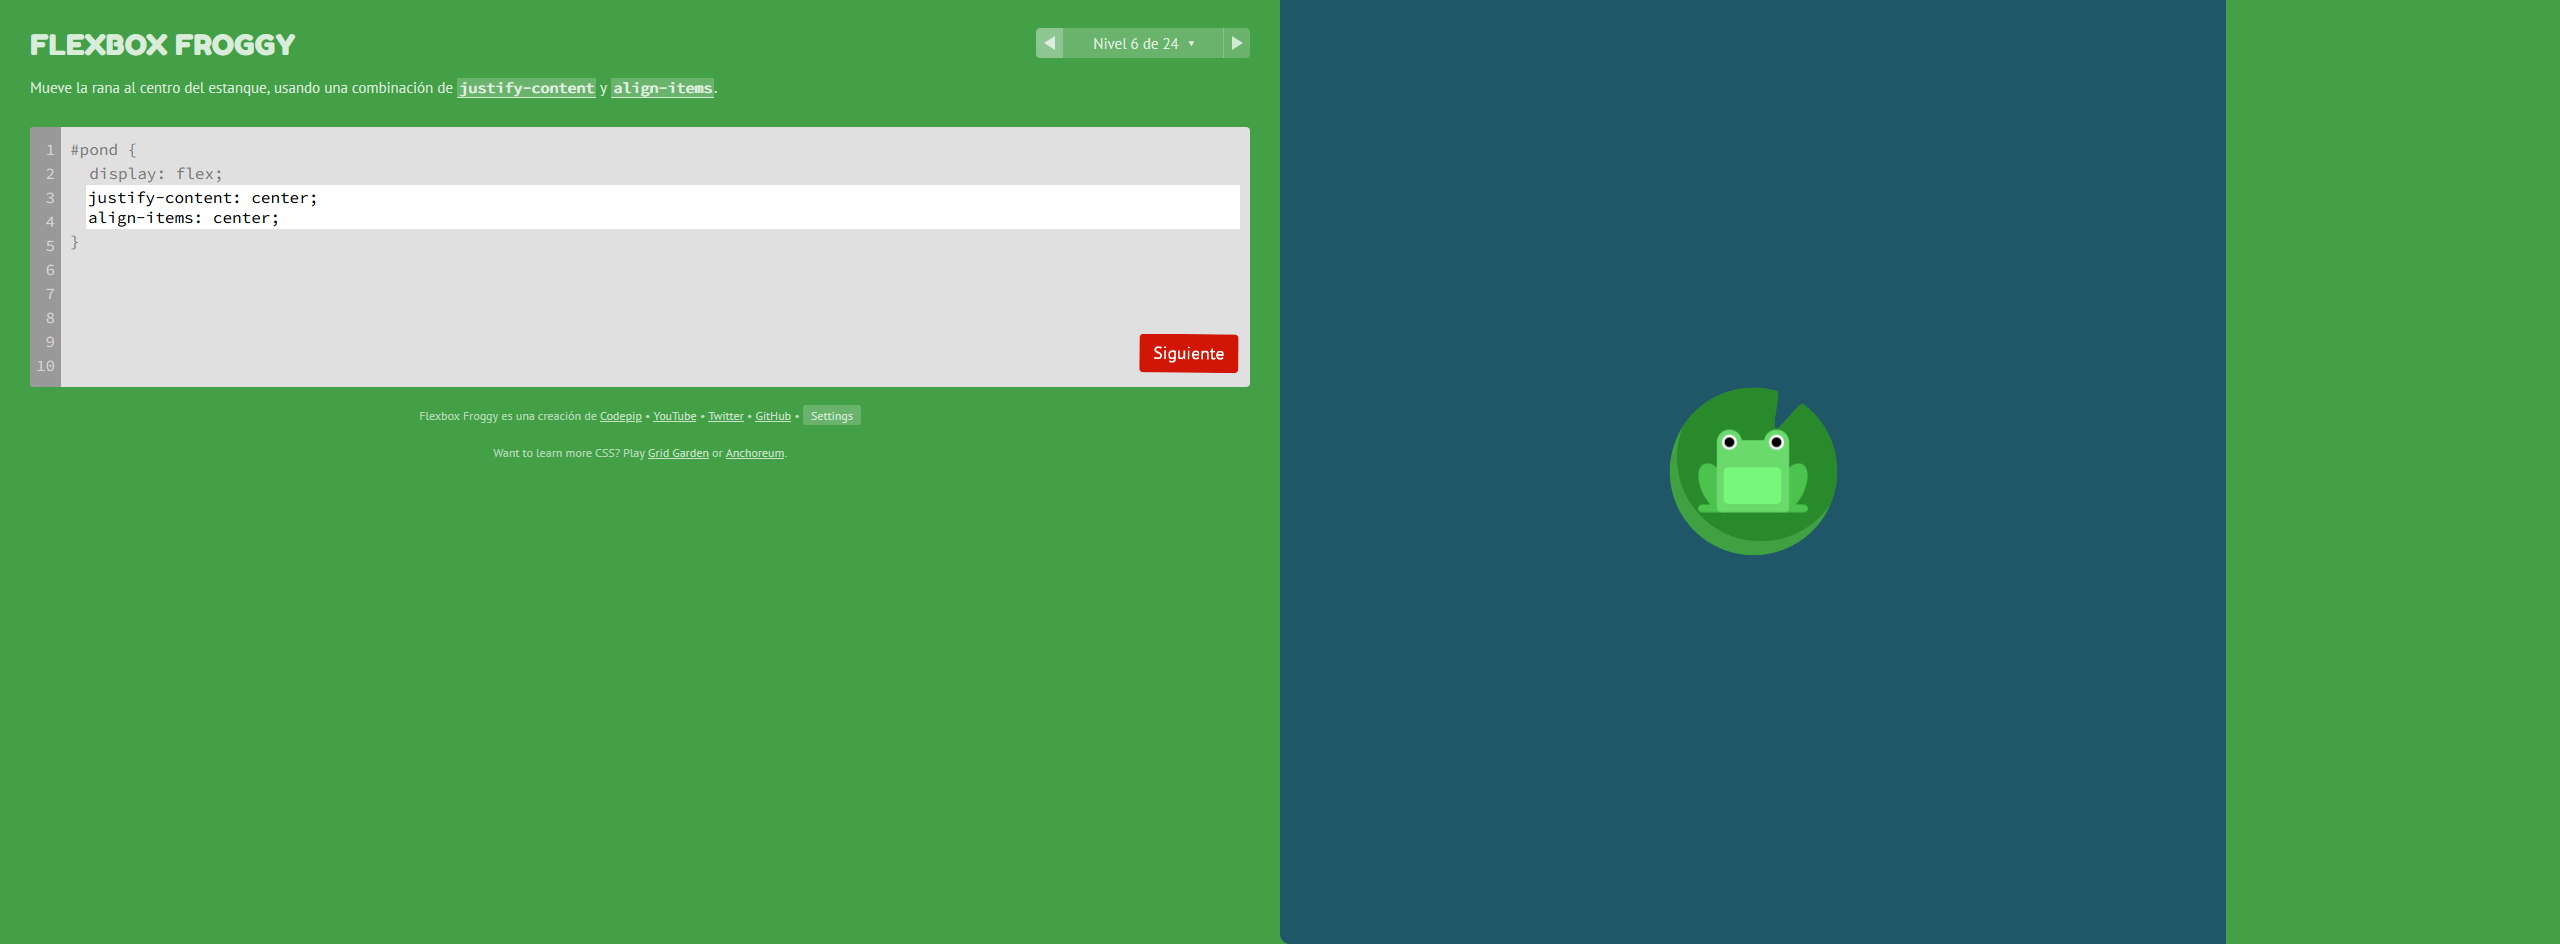 FLEXBOX FROGGY
◀ Nivel 6 de 24 ▼ ▶
Mueve la rana al centro del estanque, usando una combinación de justify-content y align-items.
1 #pond {
2 display: flex;
3 justify-content: center;
4 align-items: center;
5 }
6
7
8
9
10
Siguiente
Flexbox Froggy es una creación de Codepip • YouTube • Twitter • GitHub • Settings
Want to learn more CSS? Play Grid Garden or Anchoreum.